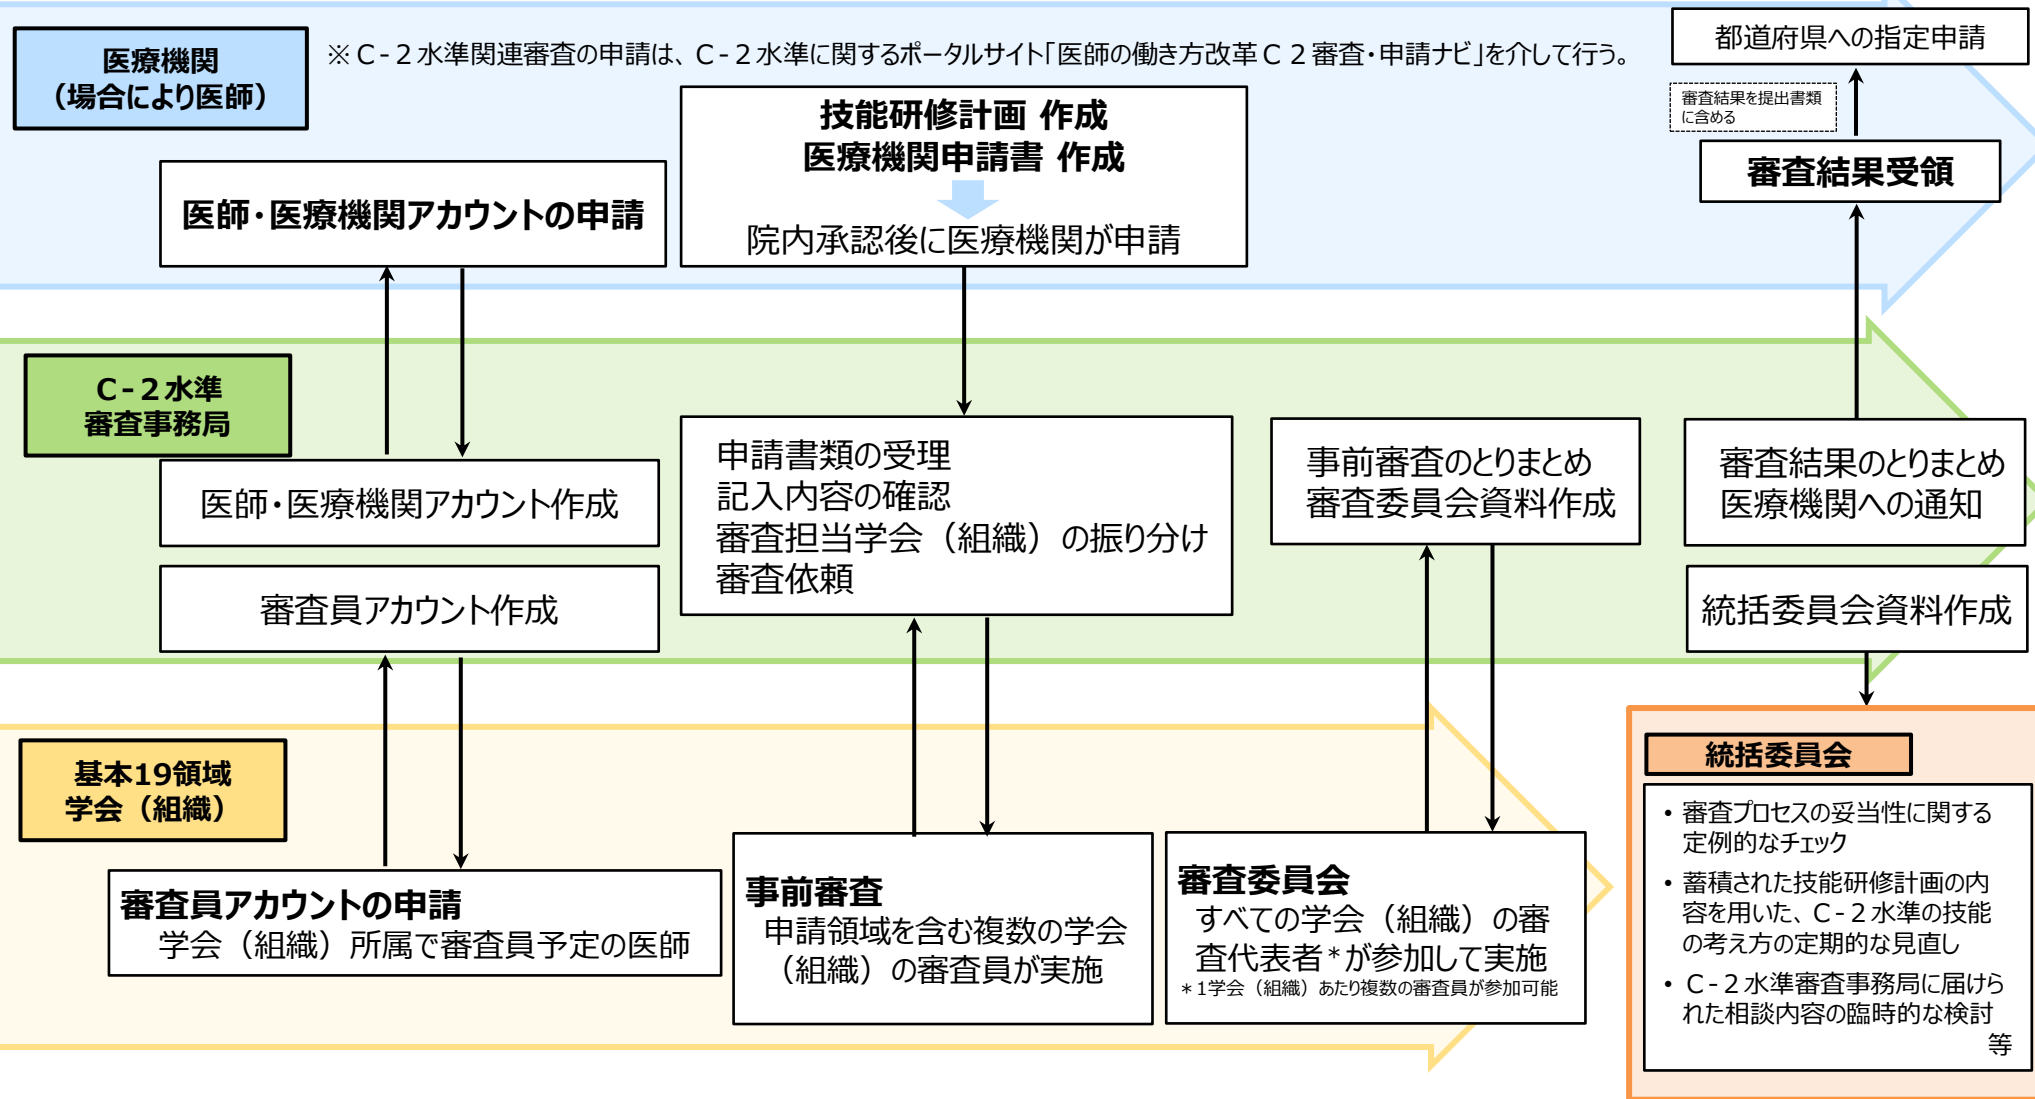 医療機関
（場合により医師）
※Ｃ-２水準関連審査の申請は、Ｃ-２水準に関するポータルサイト「医師の働き方改革Ｃ２審査・申請ナビ」を介して行う。
都道府県への指定申請
審査結果を提出書類
に含める
審査結果受領
技能研修計画 作成
医療機関申請書 作成
院内承認後に医療機関が申請
医師・医療機関アカウントの申請
Ｃ-２水準
審査事務局
医師・医療機関アカウント作成
審査員アカウント作成
申請書類の受理
記入内容の確認
審査担当学会（組織）の振り分け
審査依頼
事前審査のとりまとめ
審査委員会資料作成
審査結果のとりまとめ
医療機関への通知
統括委員会資料作成
基本19領域
学会（組織）
審査員アカウントの申請
学会（組織）所属で審査員予定の医師
事前審査
申請領域を含む複数の学会
（組織）の審査員が実施
審査委員会
すべての学会（組織）の審
査代表者*が参加して実施
＊1学会（組織）あたり複数の審査員が参加可能
統括委員会
• 審査プロセスの妥当性に関する
定例的なチェック
• 蓄積された技能研修計画の内
容を用いた、Ｃ-２水準の技能
の考え方の定期的な見直し
• Ｃ-２水準審査事務局に届けら
れた相談内容の臨時的な検討
等